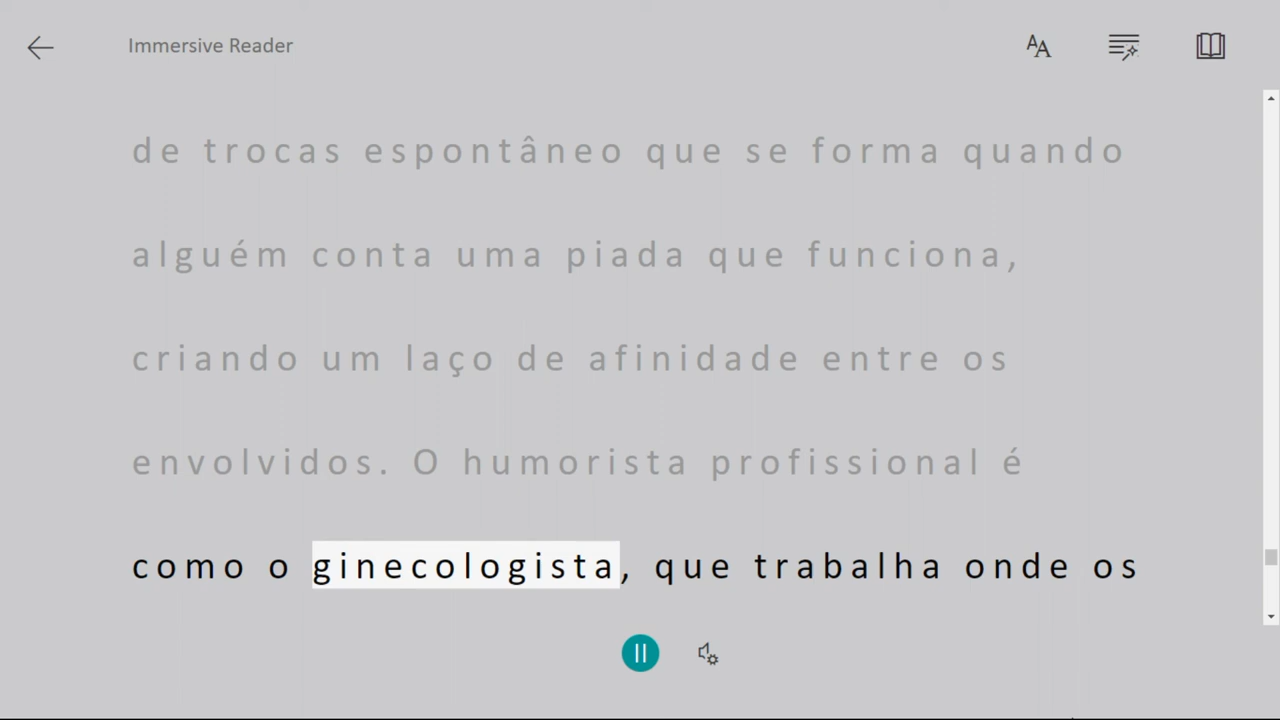 Immersive Reader
de trocas espontâneo que se forma quando
alguém conta uma piada que funciona,
criando um laço de afinidade entre os
envolvidos. O humorista profissional é
como o ginecologista, que trabalha onde os